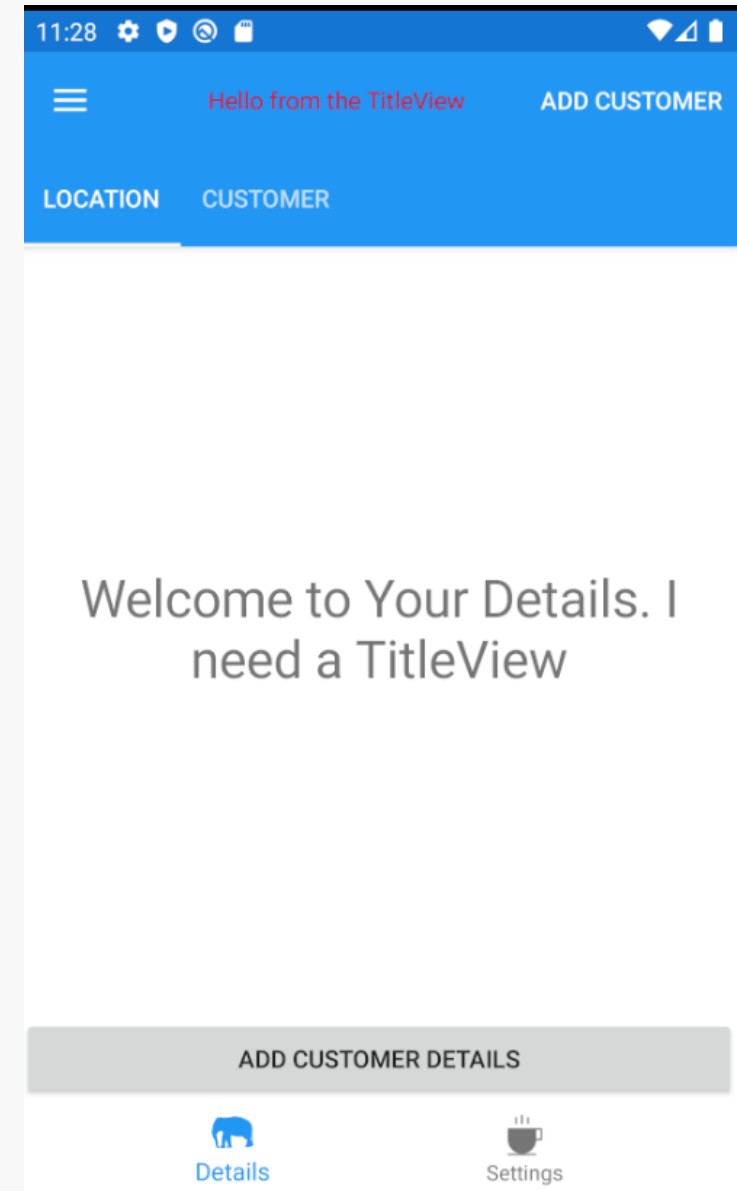 11:28
Hello from the TitleView ADD CUSTOMER
LOCATION CUSTOMER
Welcome to Your Details. I
need a TitleView
ADD CUSTOMER DETAILS
Details Settings